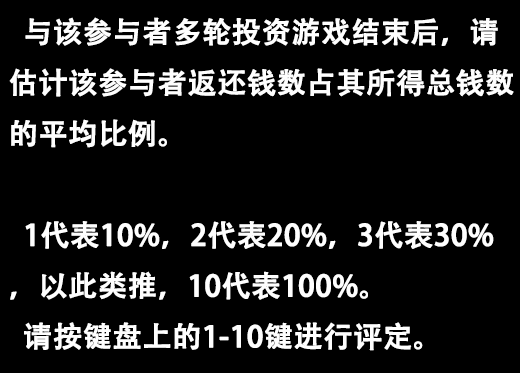 与该参与者多轮投资游戏结束后，请
估计该参与者返还钱数占其所得总钱数
的平均比例。
1代表10%，2代表20%，3代表30%
，以此类推，10代表100%。
请按键盘上的1-10键进行评定。